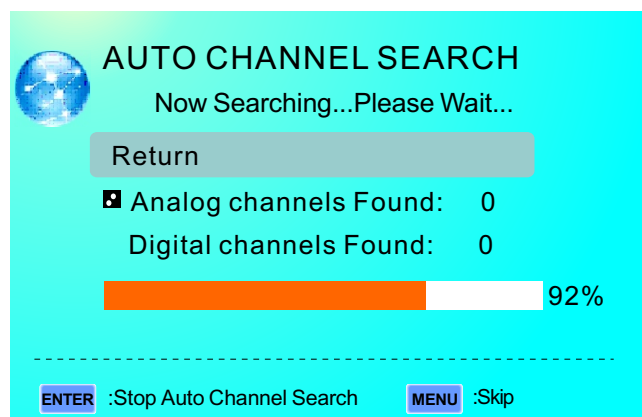 AUTO CHANNEL SEARCH
Now Searching...Please Wait...
Return
Analog channels Found: 0
Digital channels Found: 0
92%
ENTER :Stop Auto Channel Search MENU :Skip